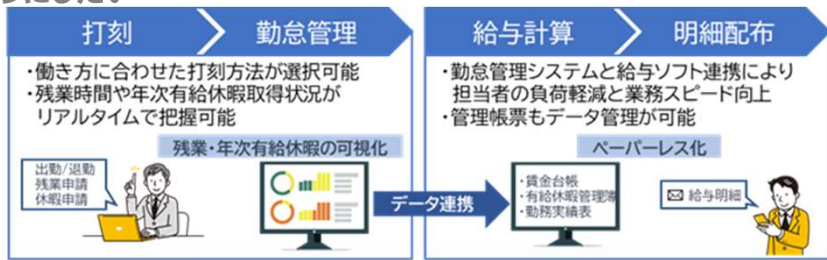 うにしたい
打刻
勤怠管理
・働き方に合わせた打刻方法が選択可能
・残業時間や年次有給休暇取得状況が
リアルタイムで把握可能
残業・年次有給休暇の可視化
出勤/退勤
残業申請
休暇申請
データ連携
給与計算
明細配布
・勤怠管理システムと給与ソフト連携により
担当者の負荷軽減と業務スピード向上
・管理帳票もデータ管理が可能
ペーパーレス化
・賃金台帳
・有給休暇管理簿
・勤務実績表
給与明細